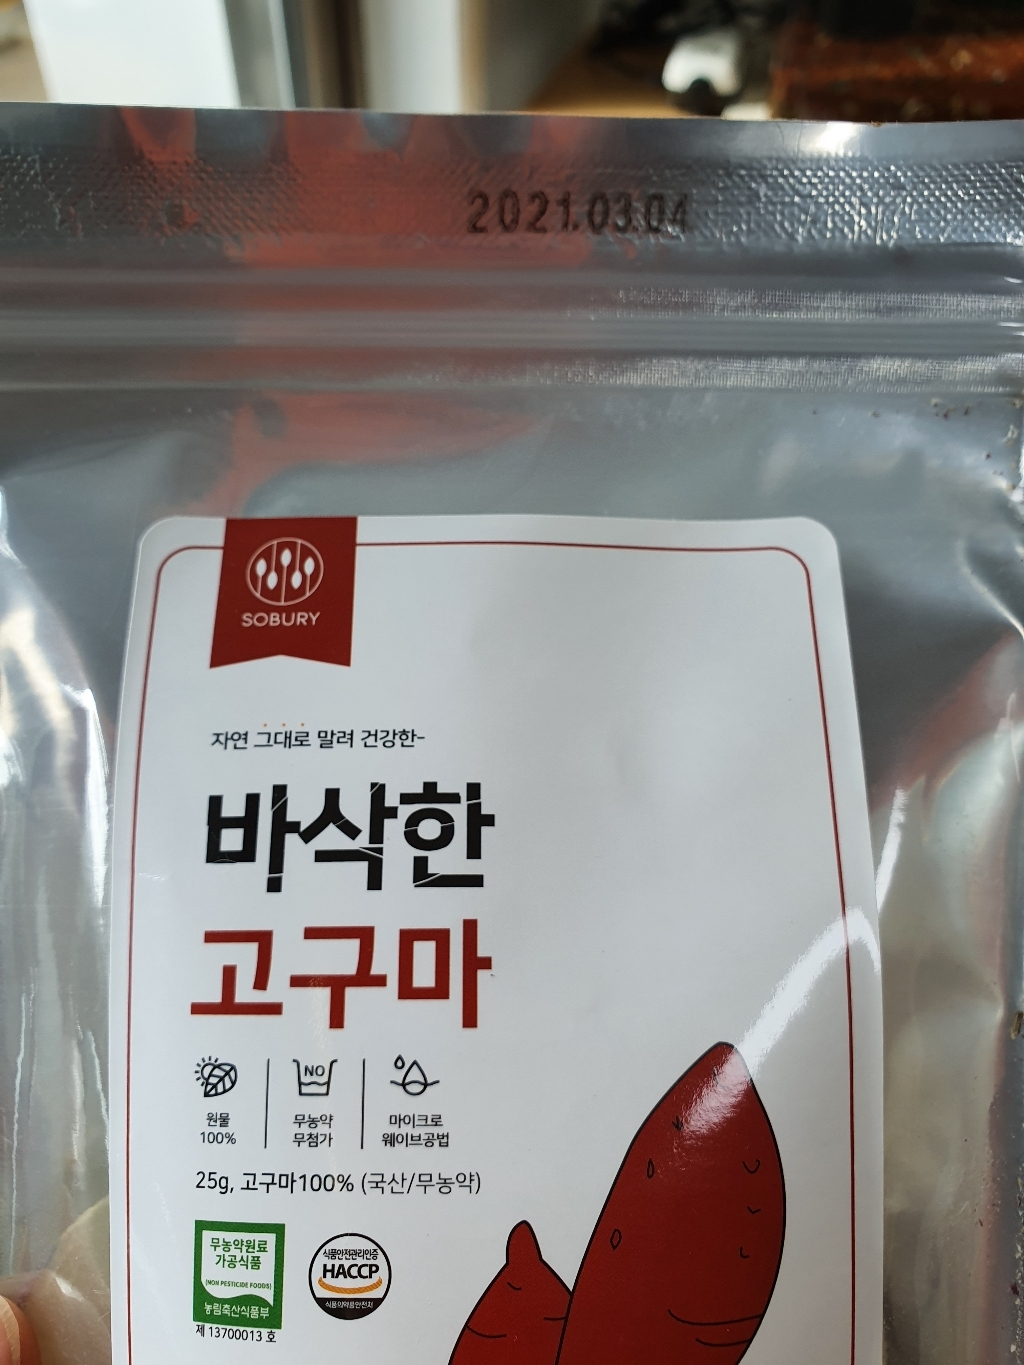 2021.03.04
SOBURY
자연 그대로 말려 건강한-
바삭한
고구마
원물
100%
NO
무농약
무첨가
마이크로
웨이브공법
25g, 고구마100% (국산/무농약)
무농약원료
가공식품
(NON PESTICIDE FOODS)
농림축산식품부
제 13700013 호
식품안전관리인증
HACCP
식품의약품안전처